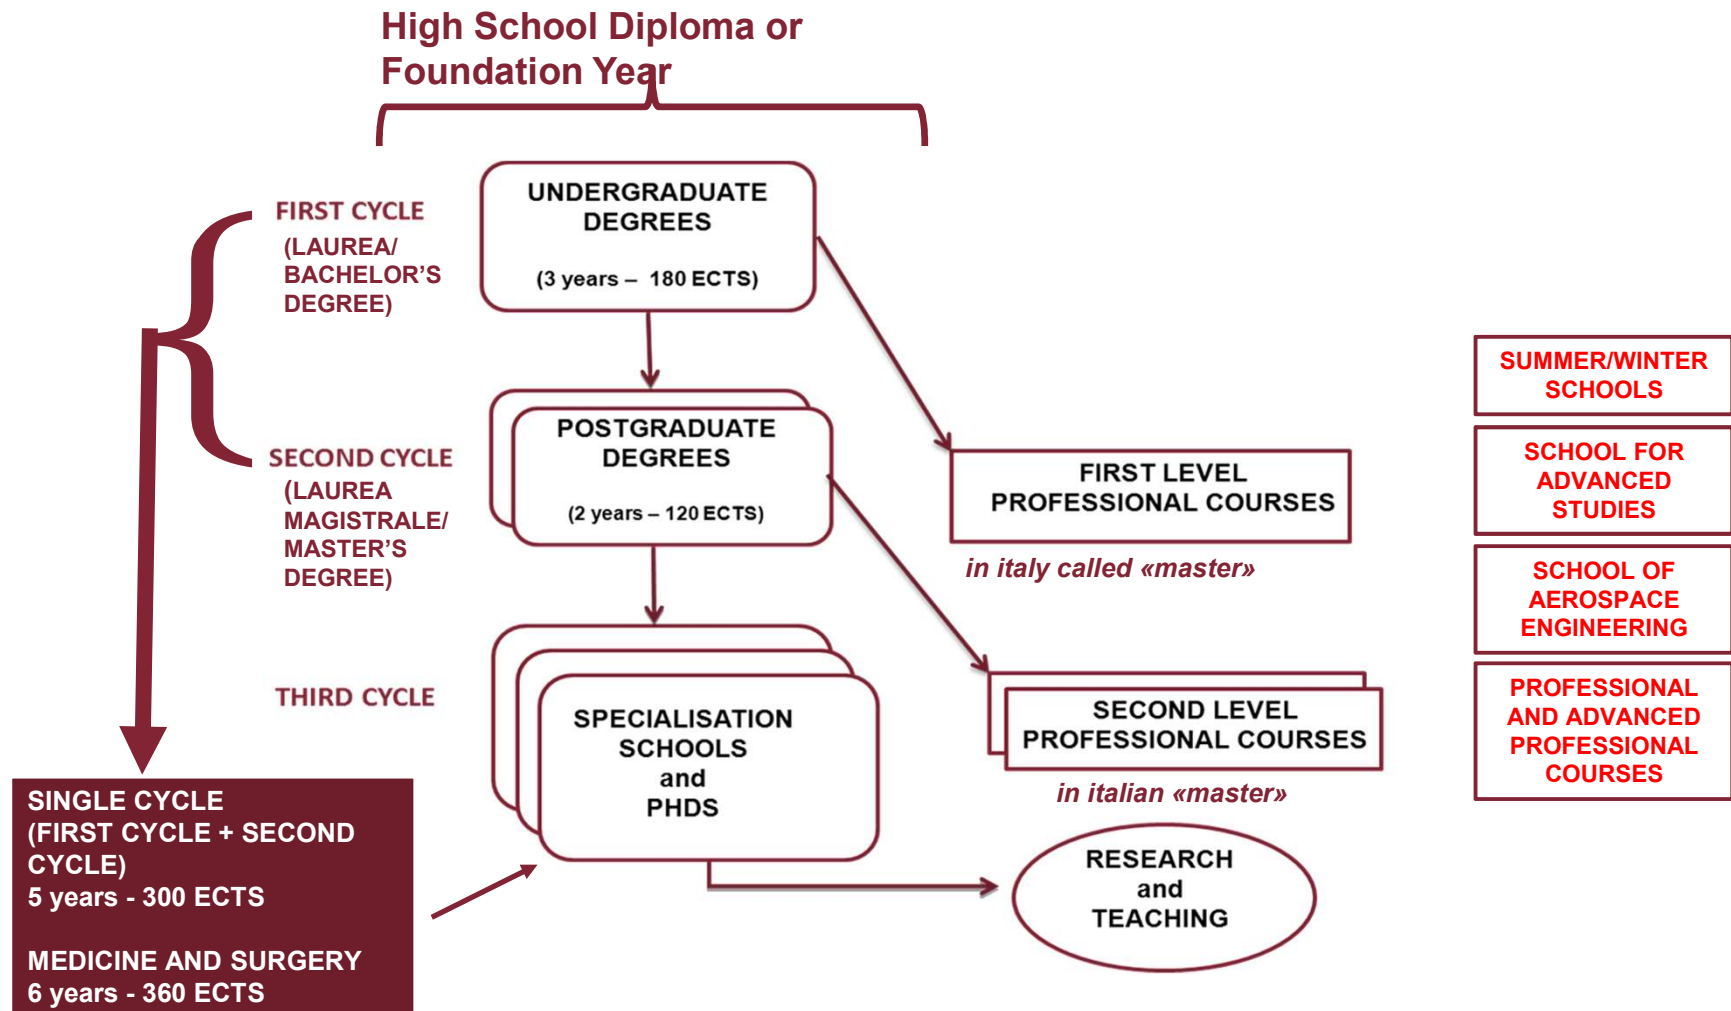 High School Diploma or
Foundation Year
FIRST CYCLE
(LAUREA/
BACHELOR’S
DEGREE)
UNDERGRADUATE
DEGREES
(3 years – 180 ECTS)
SECOND CYCLE
(LAUREA
MAGISTRALE/
MASTER’S
DEGREE)
POSTGRADUATE
DEGREES
(2 years – 120 ECTS)
FIRST LEVEL
PROFESSIONAL COURSES
in italy called «master»
THIRD CYCLE
SPECIALISATION
SCHOOLS
and
PHDS
SECOND LEVEL
PROFESSIONAL COURSES
in italian «master»
RESEARCH
and
TEACHING
SINGLE CYCLE
(FIRST CYCLE + SECOND
CYCLE)
5 years - 300 ECTS
MEDICINE AND SURGERY
6 years - 360 ECTS
SUMMER/WINTER
SCHOOLS
SCHOOL FOR
ADVANCED
STUDIES
SCHOOL OF
AEROSPACE
ENGINEERING
PROFESSIONAL
AND ADVANCED
PROFESSIONAL
COURSES